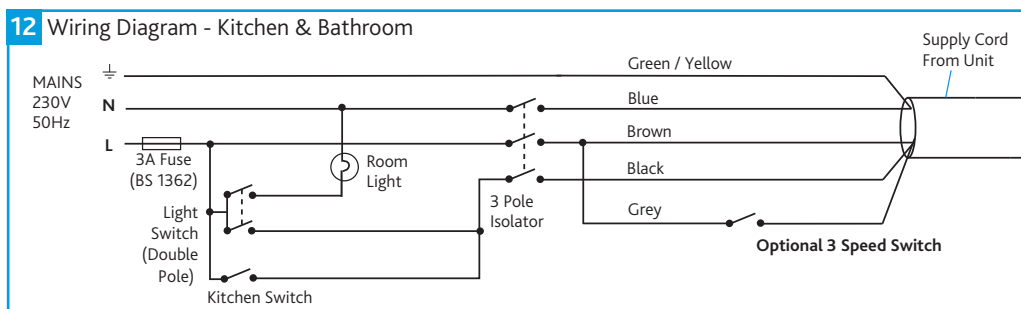 12 Wiring Diagram - Kitchen & Bathroom
Supply Cord
From Unit
MAINS
230V
50Hz
Green / Yellow
N
Blue
L
Brown
3A Fuse
(BS 1362)
Room
Light
Black
Light
Switch
(Double
Pole)
3 Pole
Isolator
Grey
Optional 3 Speed Switch
Kitchen Switch